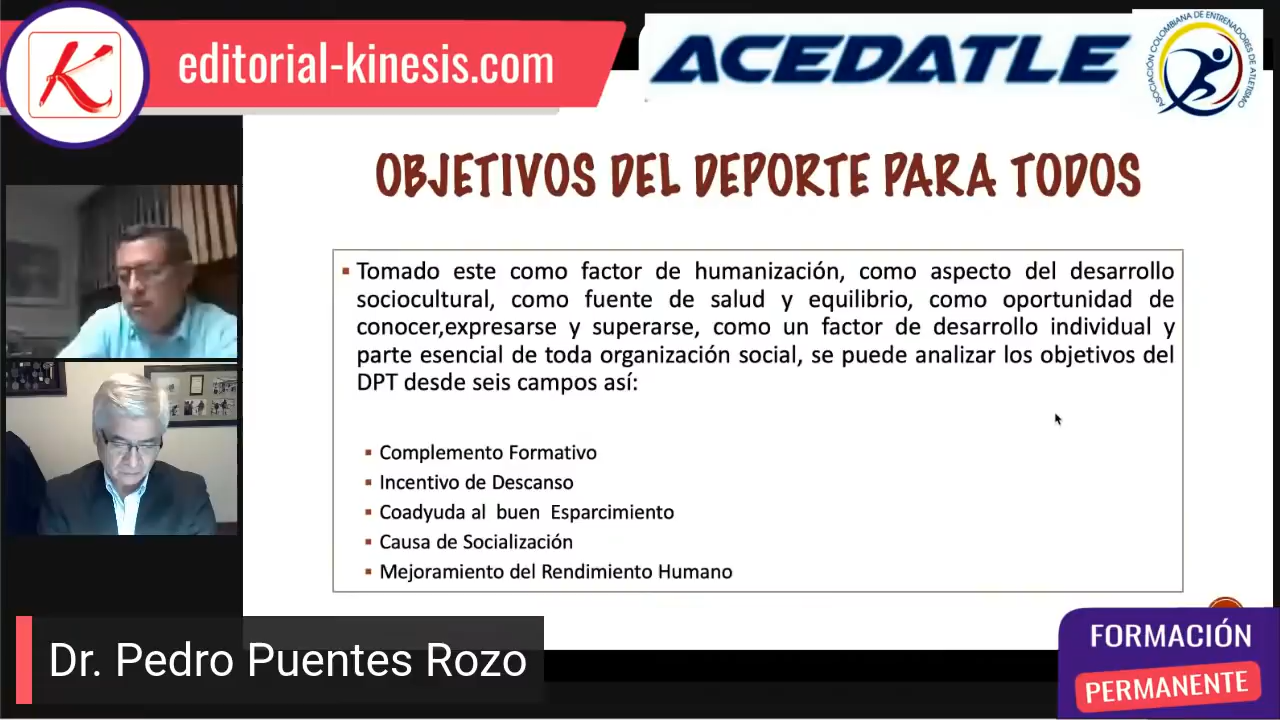 K
editorial-kinesis.com
ACEDATLE
ASOCIACIÓN COLOMBIANA DE ENTRENADORES DE ATLETISMO
OBJETIVOS DEL DEPORTE PARA TODOS
▪ Tomado este como factor de humanización, como aspecto del desarrollo
sociocultural, como fuente de salud y equilibrio, como oportunidad de
conocer,expresarse y superarse, como un factor de desarrollo individual y
parte esencial de toda organización social, se puede analizar los objetivos del
DPT desde seis campos así:
▪ Complemento Formativo
▪ Incentivo de Descanso
▪ Coadyuda al buen Esparcimiento
▪ Causa de Socialización
▪ Mejoramiento del Rendimiento Humano
Dr. Pedro Puentes Rozo
FORMACIÓN
PERMANENTE